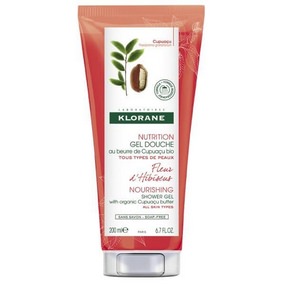 Cupuaçu
LABORATOIRES
KLORANE
NUTRITION
GEL DOUCHE
au beurre de Cupuaçu bio
TOUS TYPES DE PEAUX
Fleur
d'Hibiscus
NOURISHING
SHOWER GEL
with organic Cupuaçu butter
ALL SKIN TYPES
SANS SAVON - SOAP-FREE
200 ml ℮ PARIS 6.7 FL.OZ.